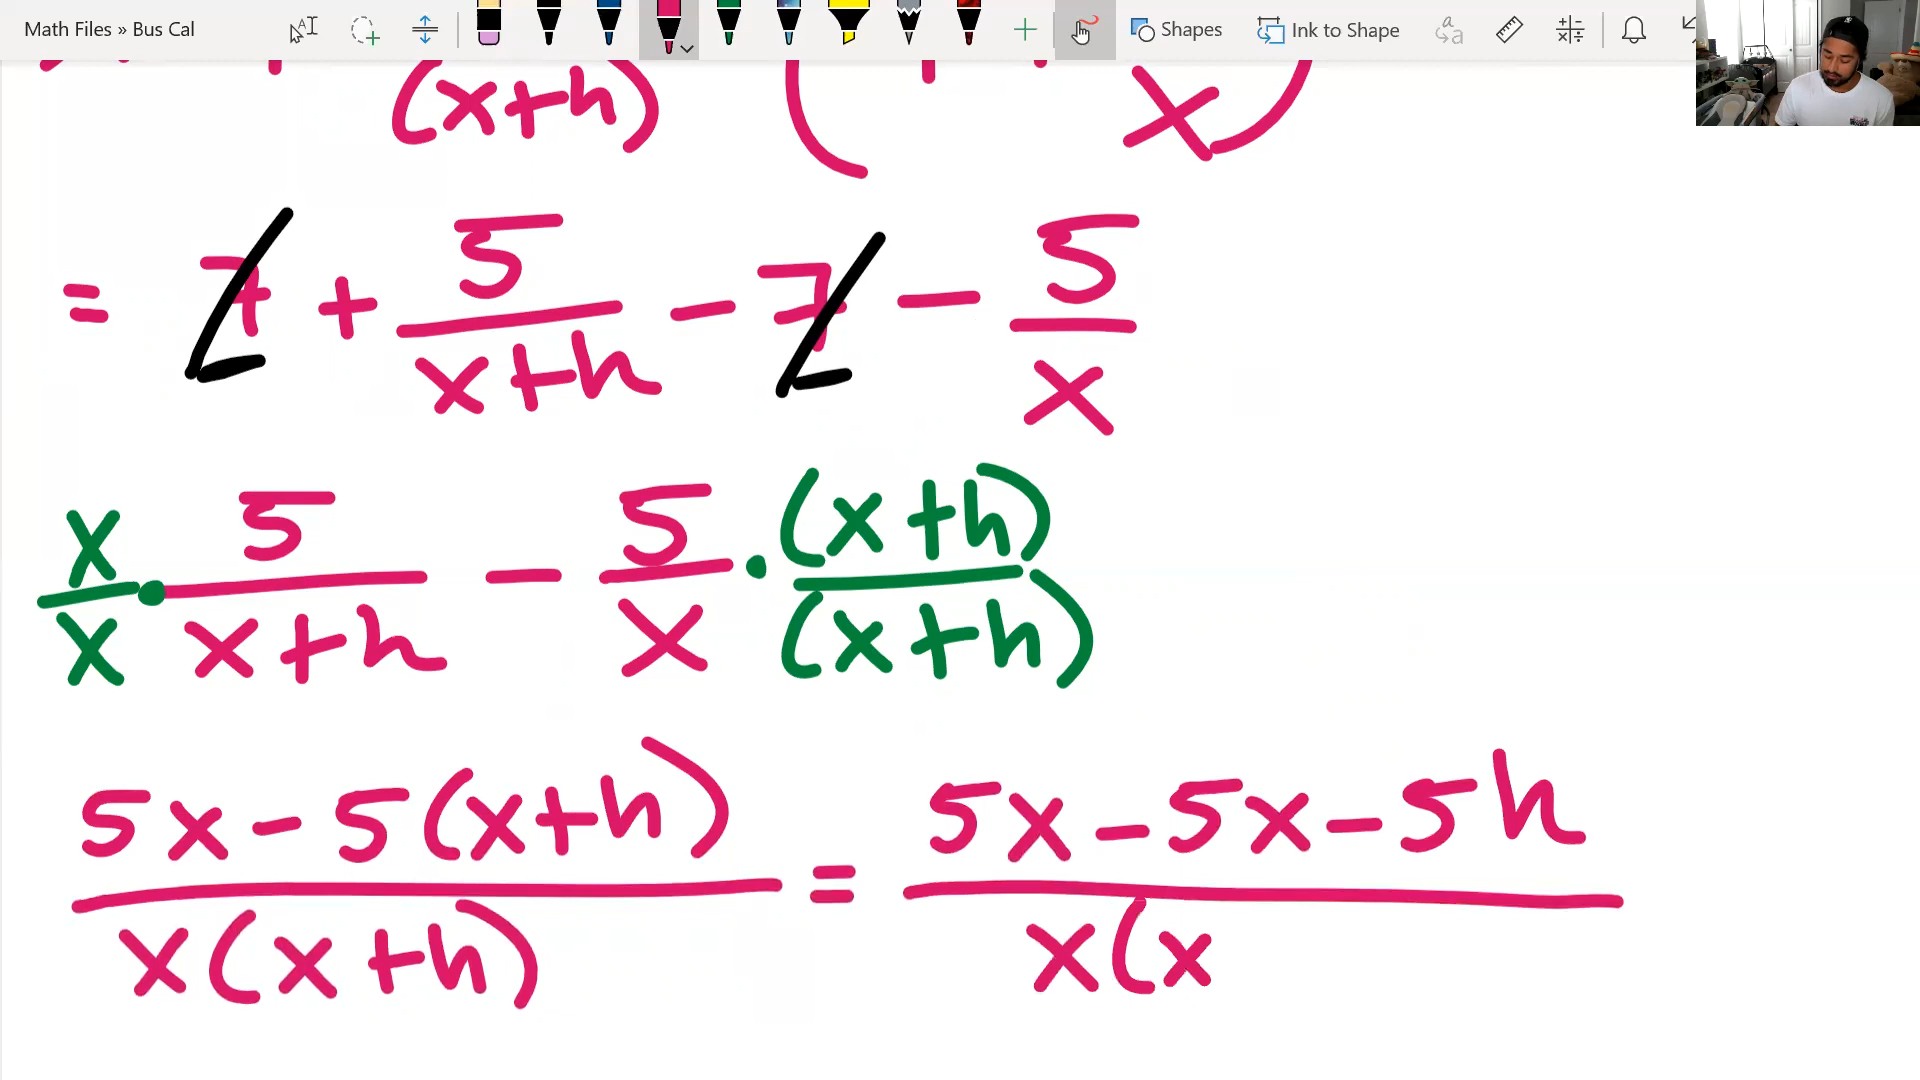 Math Files » Bus Cal
Shapes
Ink to Shape
(x+h)
x)
= 7 + 5/(x+h) - 7 - 5/x
x/x · 5/(x+h) - 5/x · (x+h)/(x+h)
5x - 5(x+h) = 5x - 5x - 5h
x(x+h) x(x